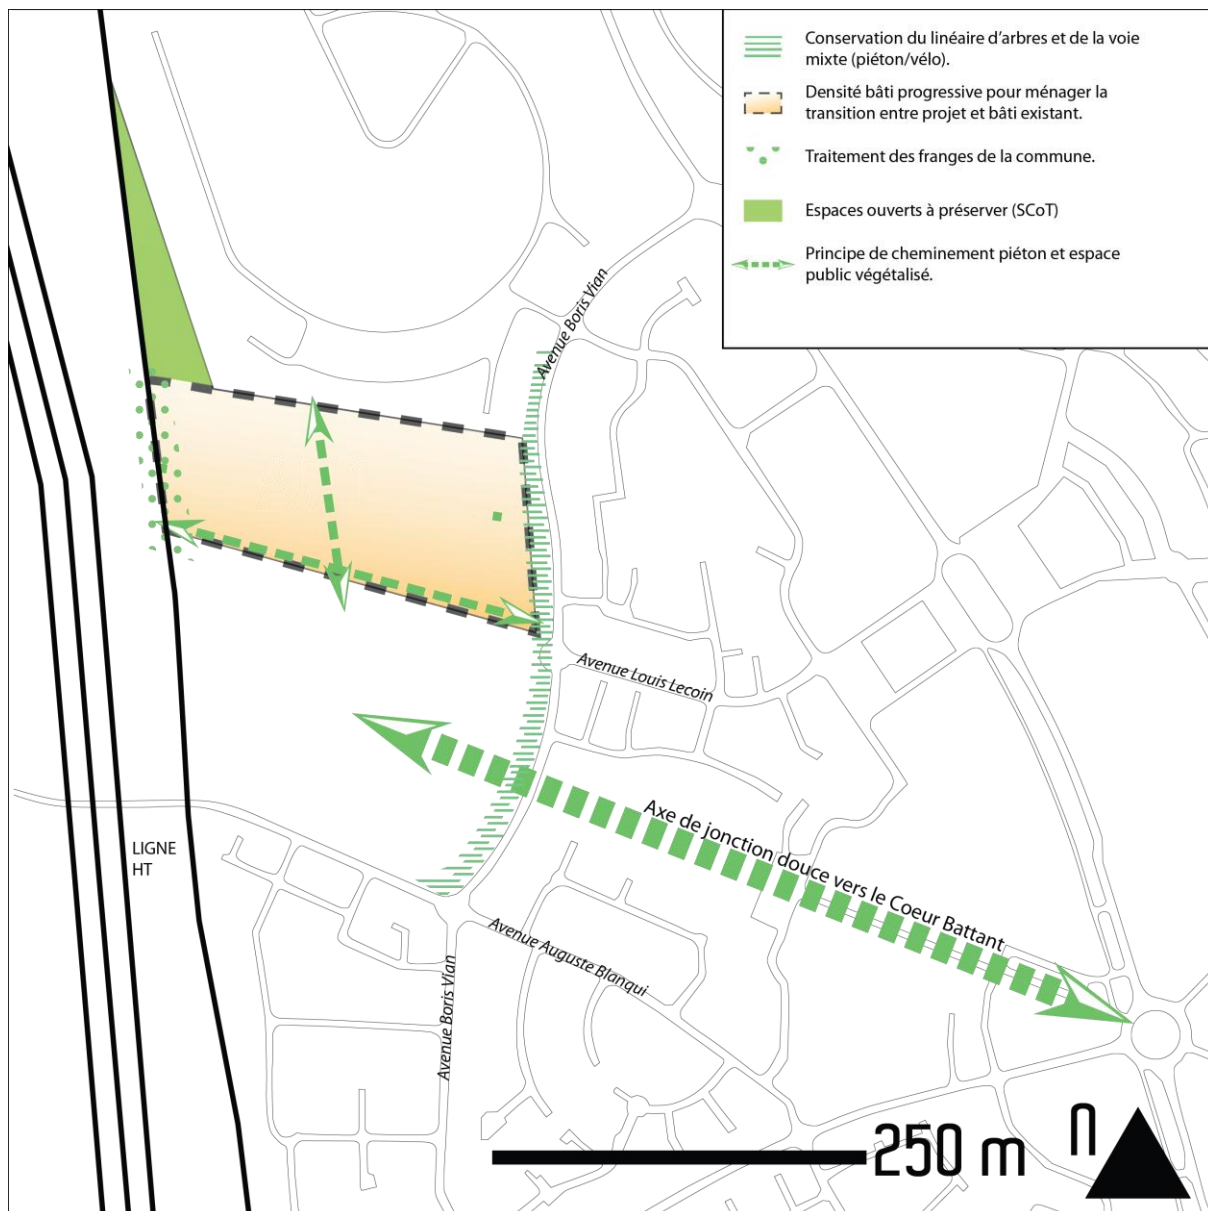 Conservation du linéaire d'arbres et de la voie
mixte (piéton/vélo).
Densité bâti progressive pour ménager la
transition entre projet et bâti existant.
Traitement des franges de la commune.
Espaces ouverts à préserver (SCoT)
Principe de cheminement piéton et espace
public végétalisé.
Avenue Boris Vian
Avenue Louis Lecoin
Axe de jonction douce vers le Coeur Battant
LIGNE
HT
Avenue Auguste Blanqui
Avenue Boris Vian
250 m
N